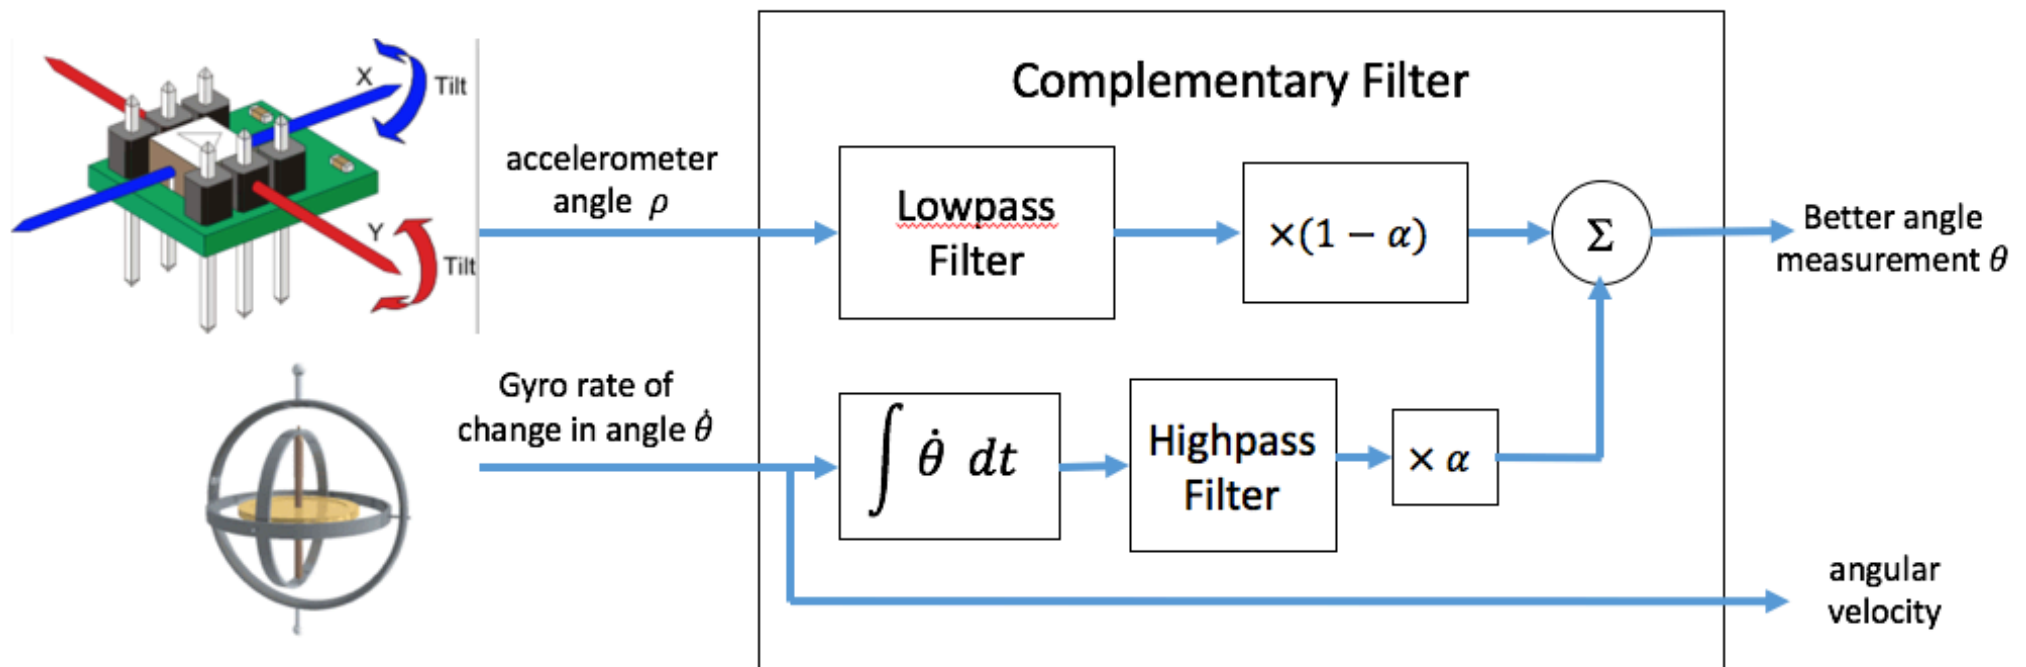 Complementary Filter
X
Tilt
Y
Tilt
accelerometer
angle ρ
Lowpass
Filter
×(1 − α)
Σ
Better angle
measurement θ
Gyro rate of
change in angle θ̇
∫ θ̇ dt
Highpass
Filter
× α
angular
velocity